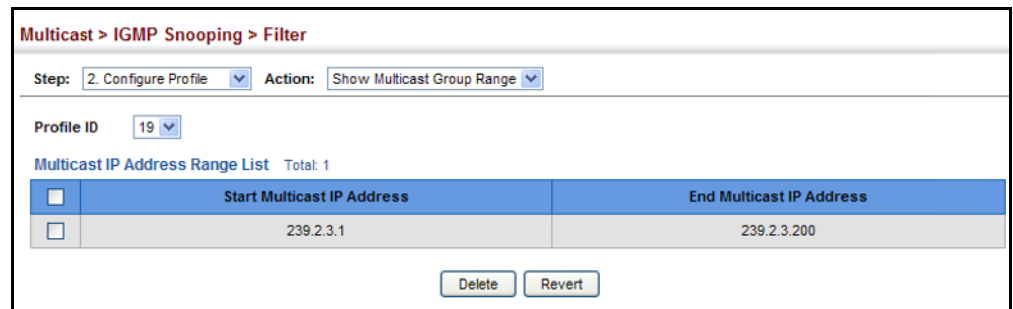 Multicast > IGMP Snooping > Filter
Step: 2. Configure Profile Action: Show Multicast Group Range
Profile ID 19
Multicast IP Address Range List Total: 1
Start Multicast IP Address End Multicast IP Address
239.2.3.1 239.2.3.200
Delete Revert